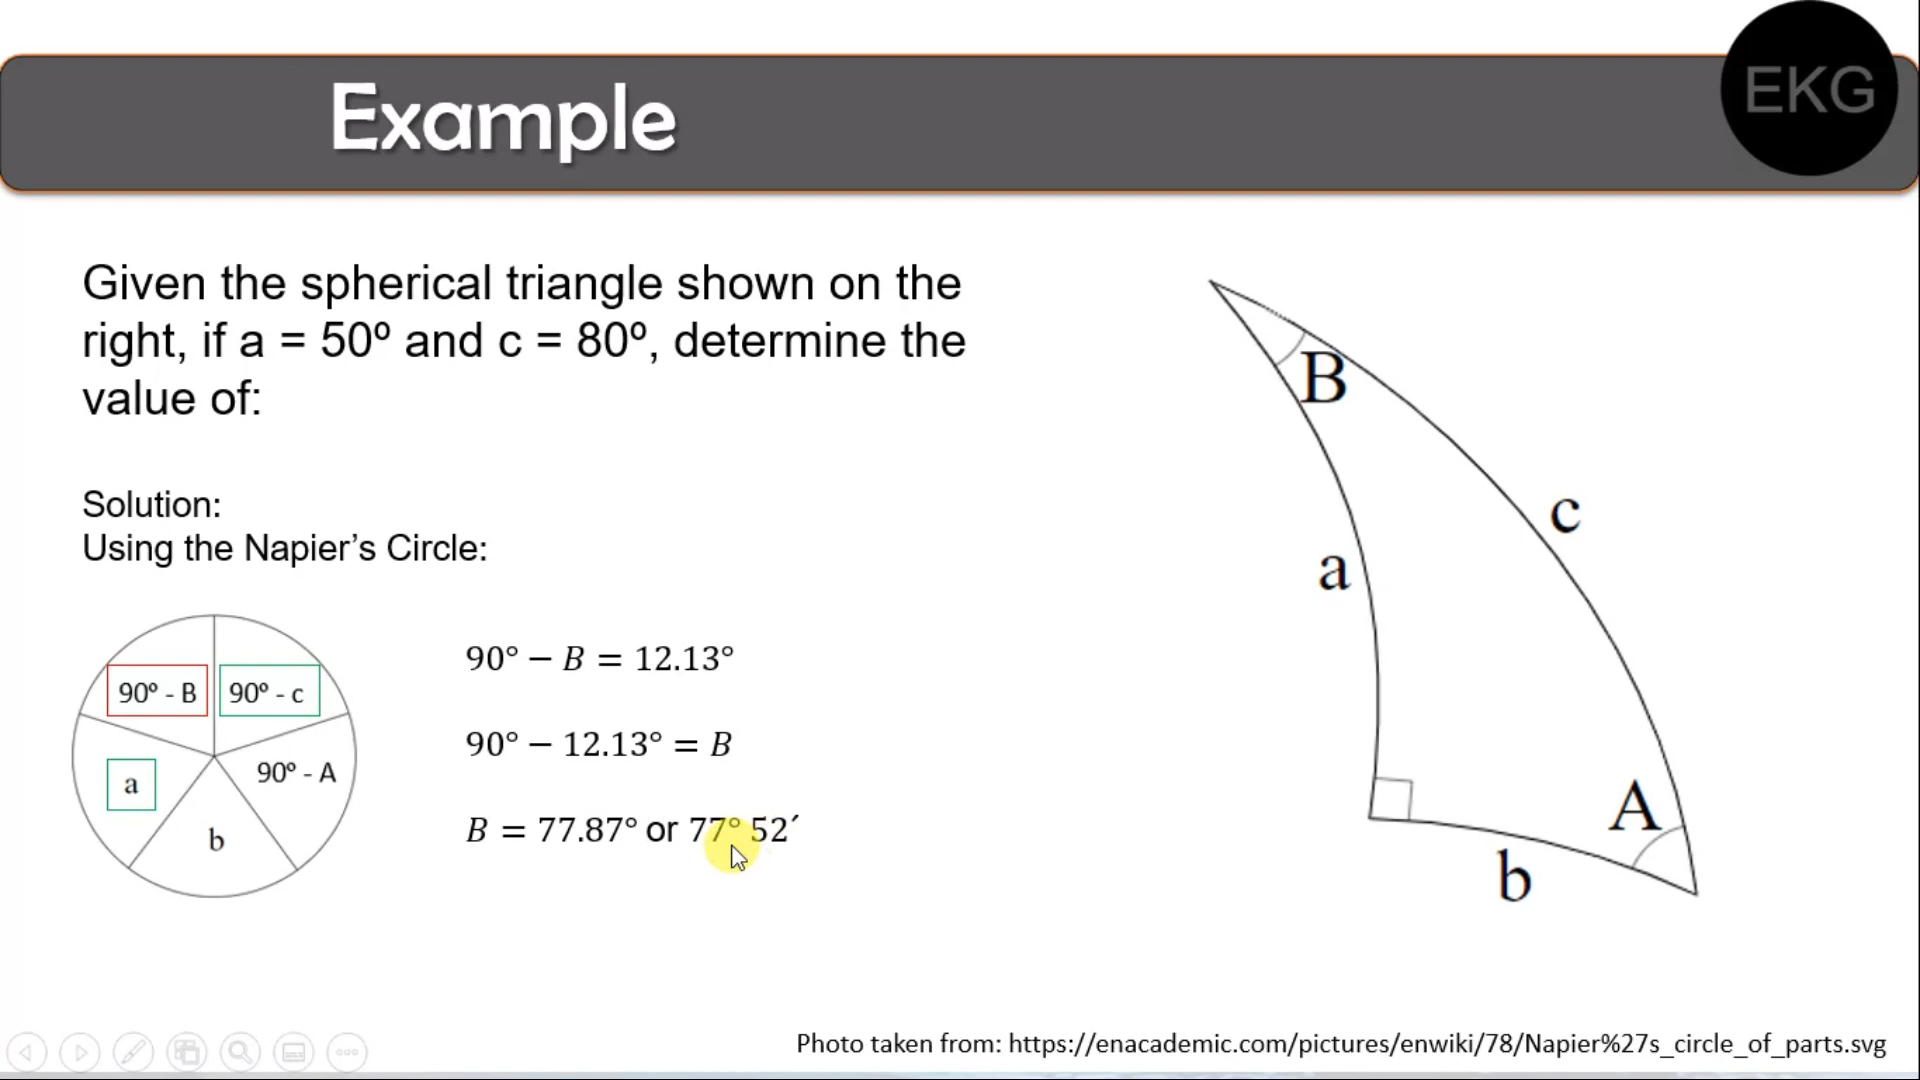 EKG
Example
Given the spherical triangle shown on the
right, if a = 50º and c = 80º, determine the
value of:
Solution:
Using the Napier’s Circle:
90º - B
90º - c
a
90º - A
b
90° − B = 12.13°
90° − 12.13° = B
B = 77.87° or 77° 52′
B
c
a
A
b
Photo taken from: https://enacademic.com/pictures/enwiki/78/Napier%27s_circle_of_parts.svg